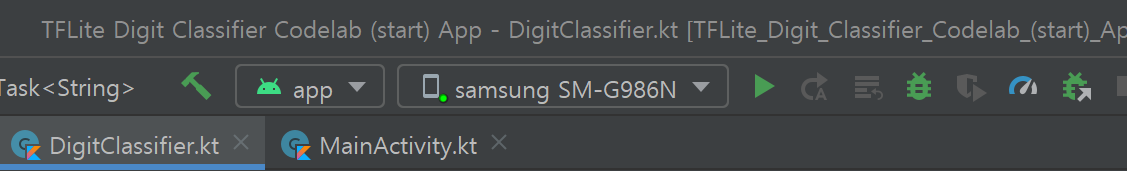 TFLite Digit Classifier Codelab (start) App - DigitClassifier.kt [TFLite_Digit_Classifier_Codelab_(start)_Ap
Task<String> app samsung SM-G986N
DigitClassifier.kt MainActivity.kt